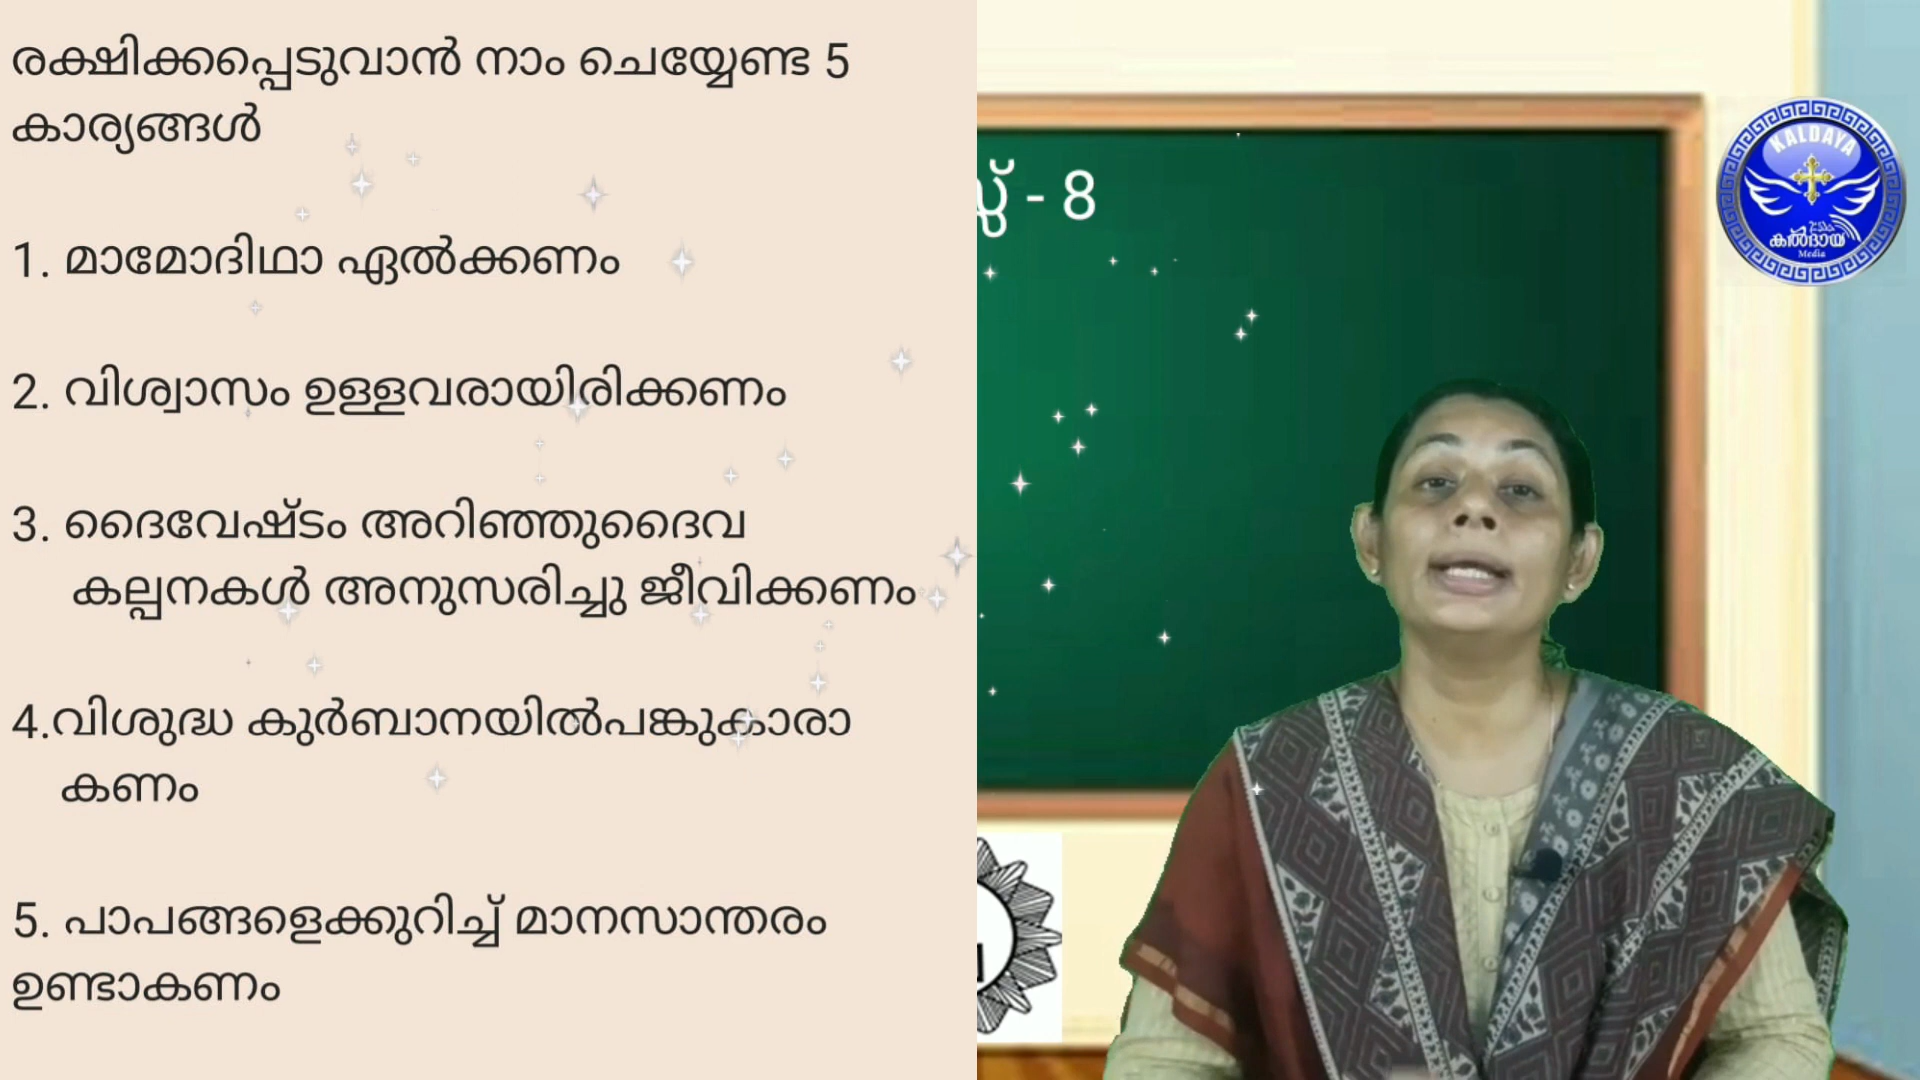 രക്ഷിക്കപ്പെടുവാൻ നാം ചെയ്യേണ്ട 5
കാര്യങ്ങൾ
1. മാമോദിഥാ ഏൽക്കണം
2. വിശ്വാസം ഉള്ളവരായിരിക്കണം
3. ദൈവേഷ്ടം അറിഞ്ഞുദൈവ
കല്പനകൾ അനുസരിച്ചു ജീവിക്കണം
4.വിശുദ്ധ കുർബാനയിൽപങ്കുകാരാ
കണം
5. പാപങ്ങളെക്കുറിച്ച് മാനസാന്തരം
ഉണ്ടാകണം
- 8
KALDAYA
കൽദായ
Media